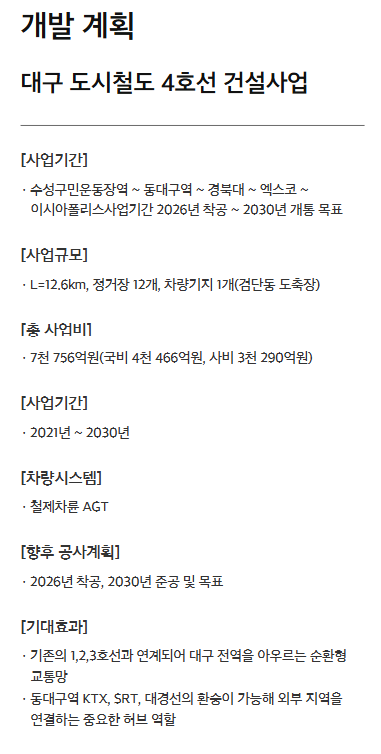 개발 계획
대구 도시철도 4호선 건설사업
[사업기간]
· 수성구민운동장역 ~ 동대구역 ~ 경북대 ~ 엑스코 ~
이시아폴리스사업기간 2026년 착공 ~ 2030년 개통 목표
[사업규모]
· L=12.6km, 정거장 12개, 차량기지 1개(검단동 도축장)
[총 사업비]
· 7천 756억원(국비 4천 466억원, 사비 3천 290억원)
[사업기간]
· 2021년 ~ 2030년
[차량시스템]
· 철제차륜 AGT
[향후 공사계획]
· 2026년 착공, 2030년 준공 및 목표
[기대효과]
· 기존의 1,2,3호선과 연계되어 대구 전역을 아우르는 순환형
교통망
· 동대구역 KTX, SRT, 대경선의 환승이 가능해 외부 지역을
연결하는 중요한 허브 역할